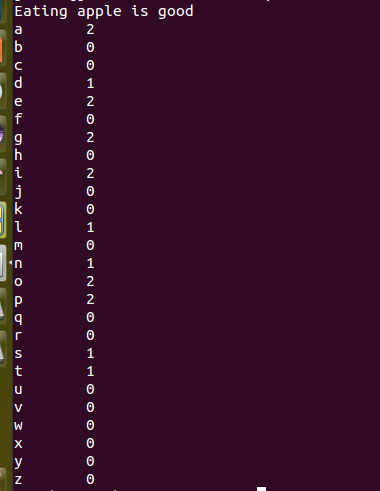 Eating apple is good
a 2
b 0
c 0
d 1
e 2
f 0
g 2
h 0
i 2
j 0
k 0
l 1
m 0
n 1
o 2
p 2
q 0
r 0
s 1
t 1
u 0
v 0
w 0
x 0
y 0
z 0